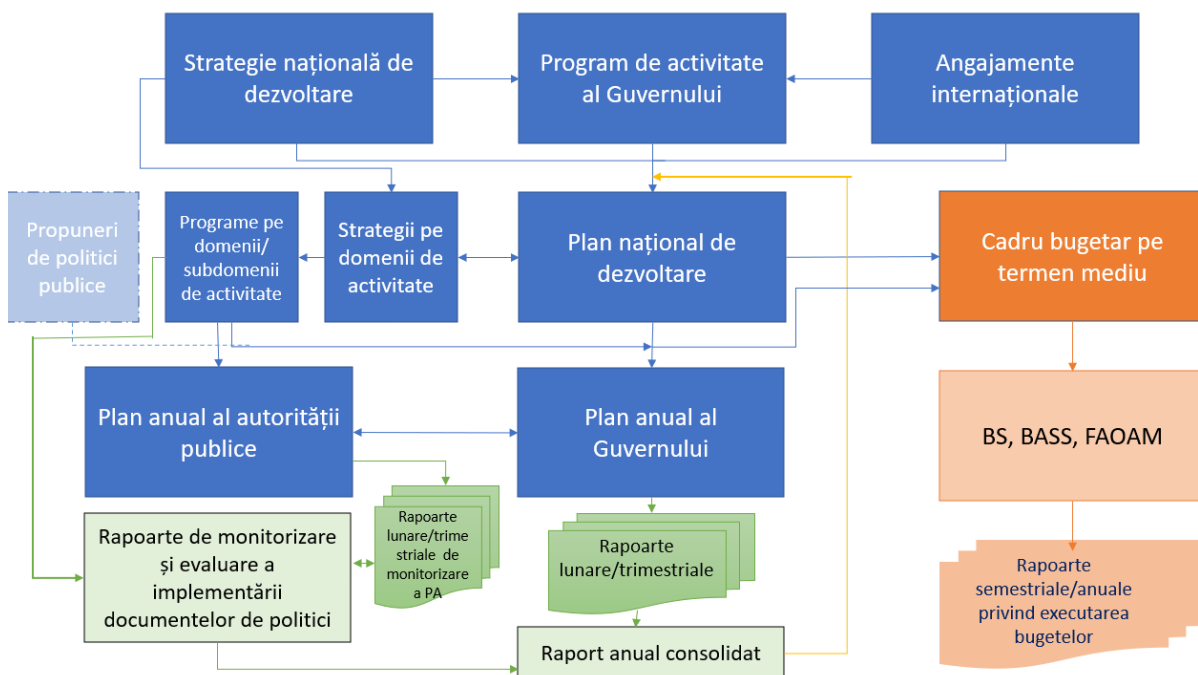 Strategie națională de
dezvoltare
Program de activitate
al Guvernului
Angajamente
internaționale
Propuneri
de politici
publice
Programe pe
domenii/
subdomenii
de activitate
Strategii pe
domenii de
activitate
Plan național de
dezvoltare
Cadru bugetar pe
termen mediu
Plan anual al autorității
publice
Plan anual al
Guvernului
BS, BASS, FAOAM
Rapoarte de monitorizare
și evaluare a
implementării
documentelor de politici
Rapoarte
lunare/trime
striale de
monitorizare
a PA
Rapoarte
lunare/trimestriale
Rapoarte
semestriale/anuale
privind executarea
bugetelor
Raport anual consolidat